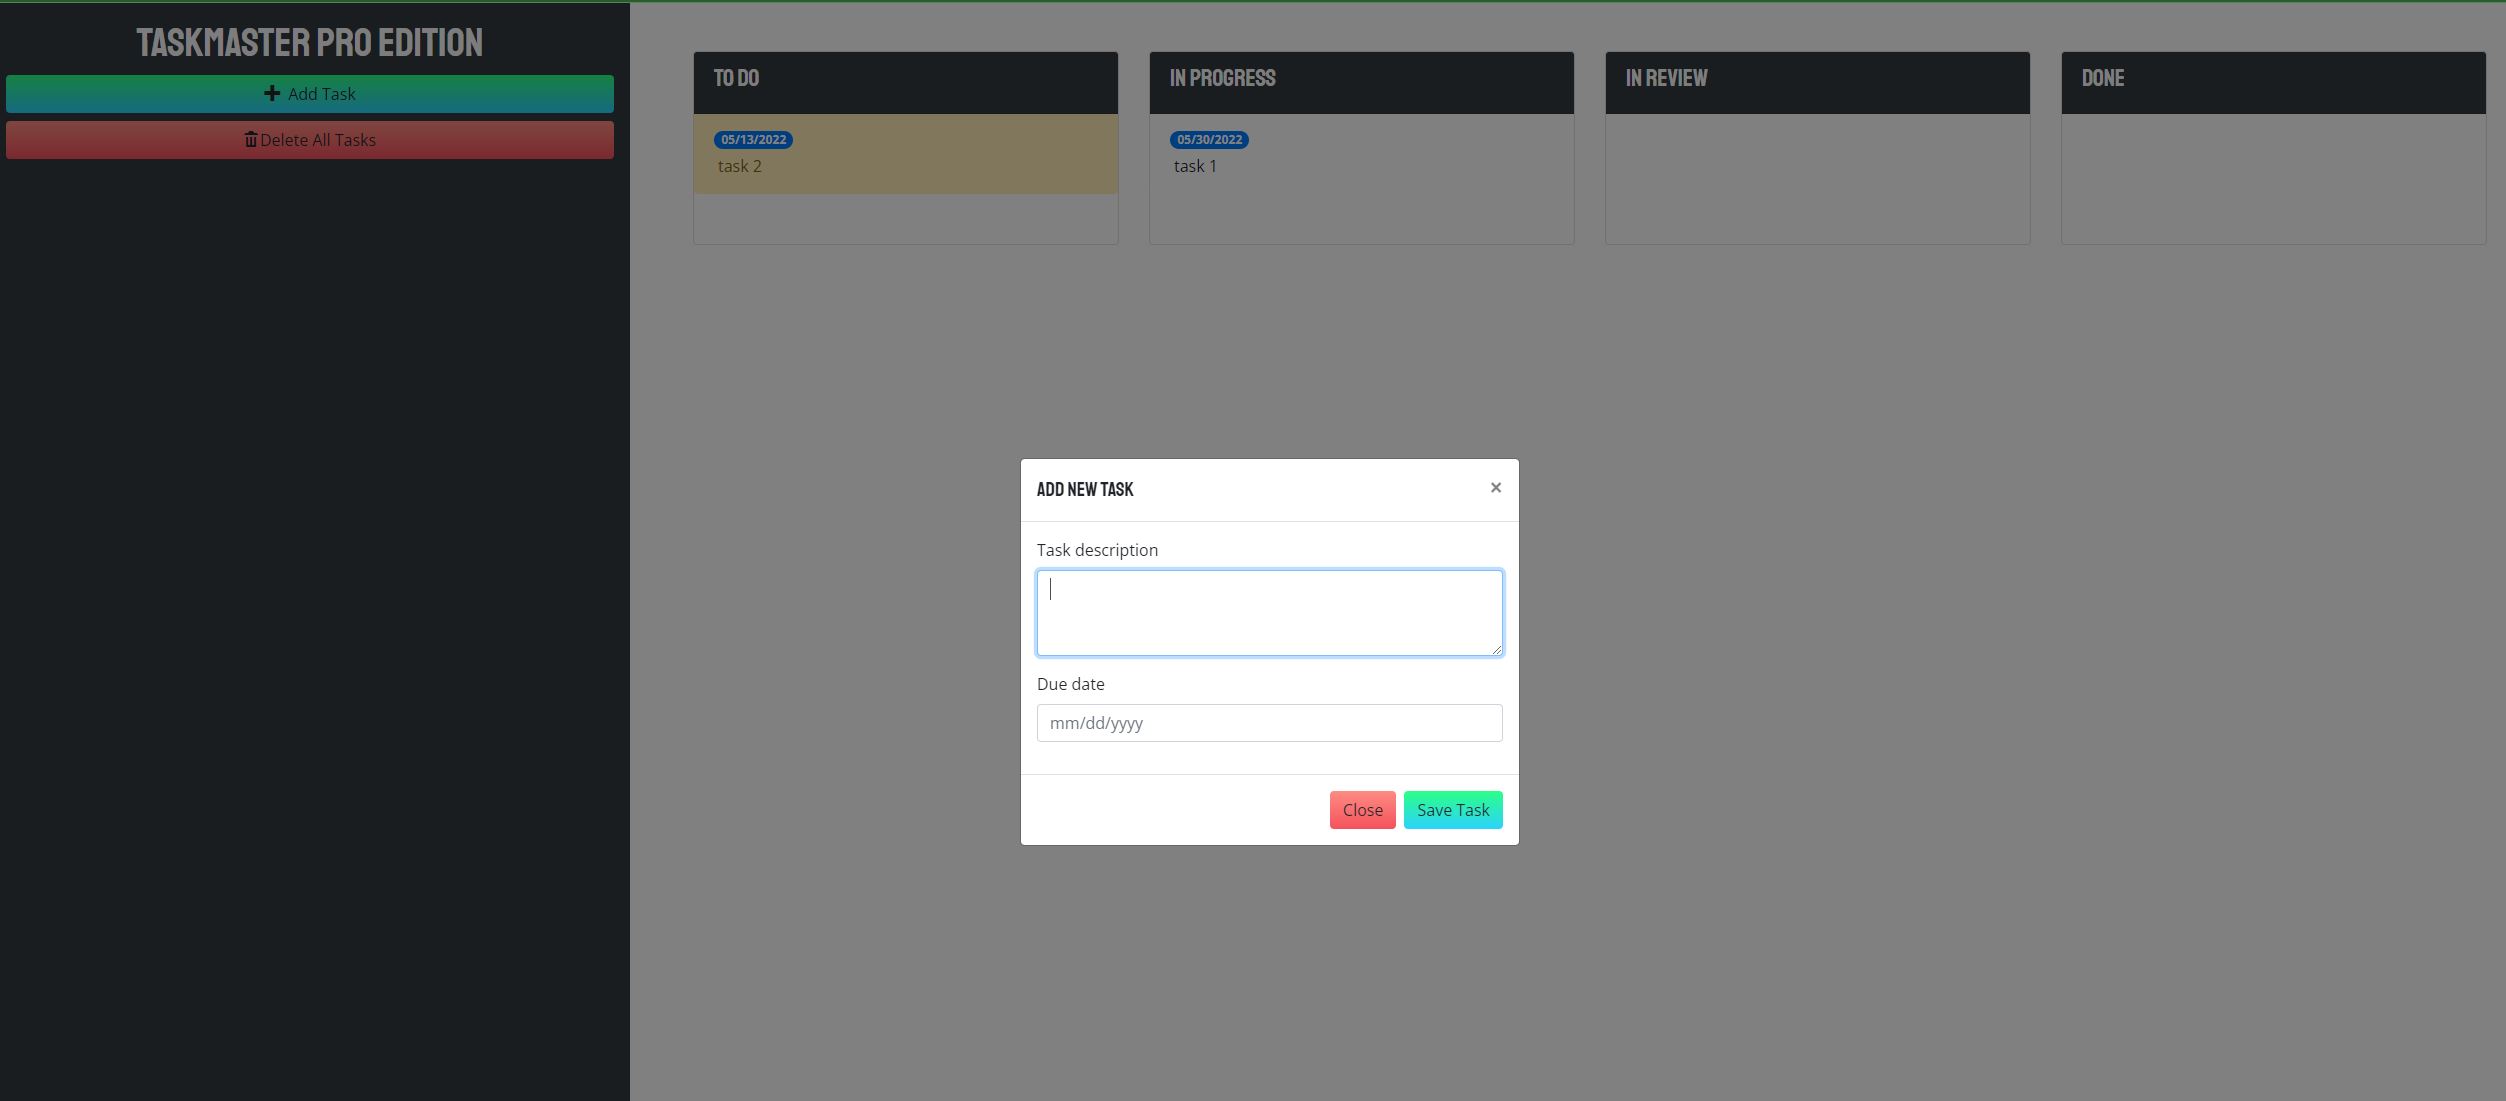 TASKMASTER PRO EDITION
Add Task
Delete All Tasks
TO DO
05/13/2022
task 2
IN PROGRESS
05/30/2022
task 1
IN REVIEW
DONE
ADD NEW TASK
×
Task description
Due date
mm/dd/yyyy
Close
Save Task